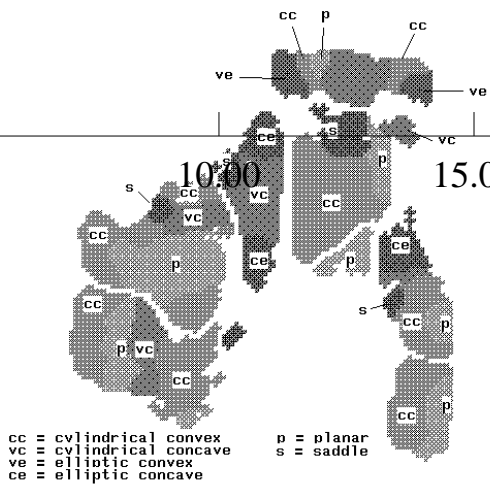 cc p cc
ve ve
s vc
ce
10.00 15.0
s s cc p
vc cc
vc
cc ce
p ce p
cc s
cc p
p vc
cc
cc p
cc = cylindrical convex p = planar
vc = cylindrical concave s = saddle
ve = elliptic convex
ce = elliptic concave